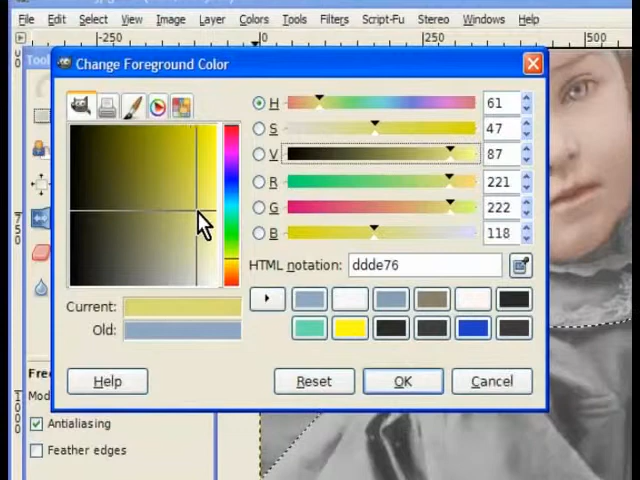 File Edit Select View Image Layer Colors Tools Filters Script-Fu Stereo Windows Help
-250 0 250 500
Change Foreground Color
H 61
S 47
V 87
R 221
G 222
B 118
HTML notation: ddde76
Current:
Old:
Help Reset OK Cancel
750
1000
Antialiasing
Feather edges